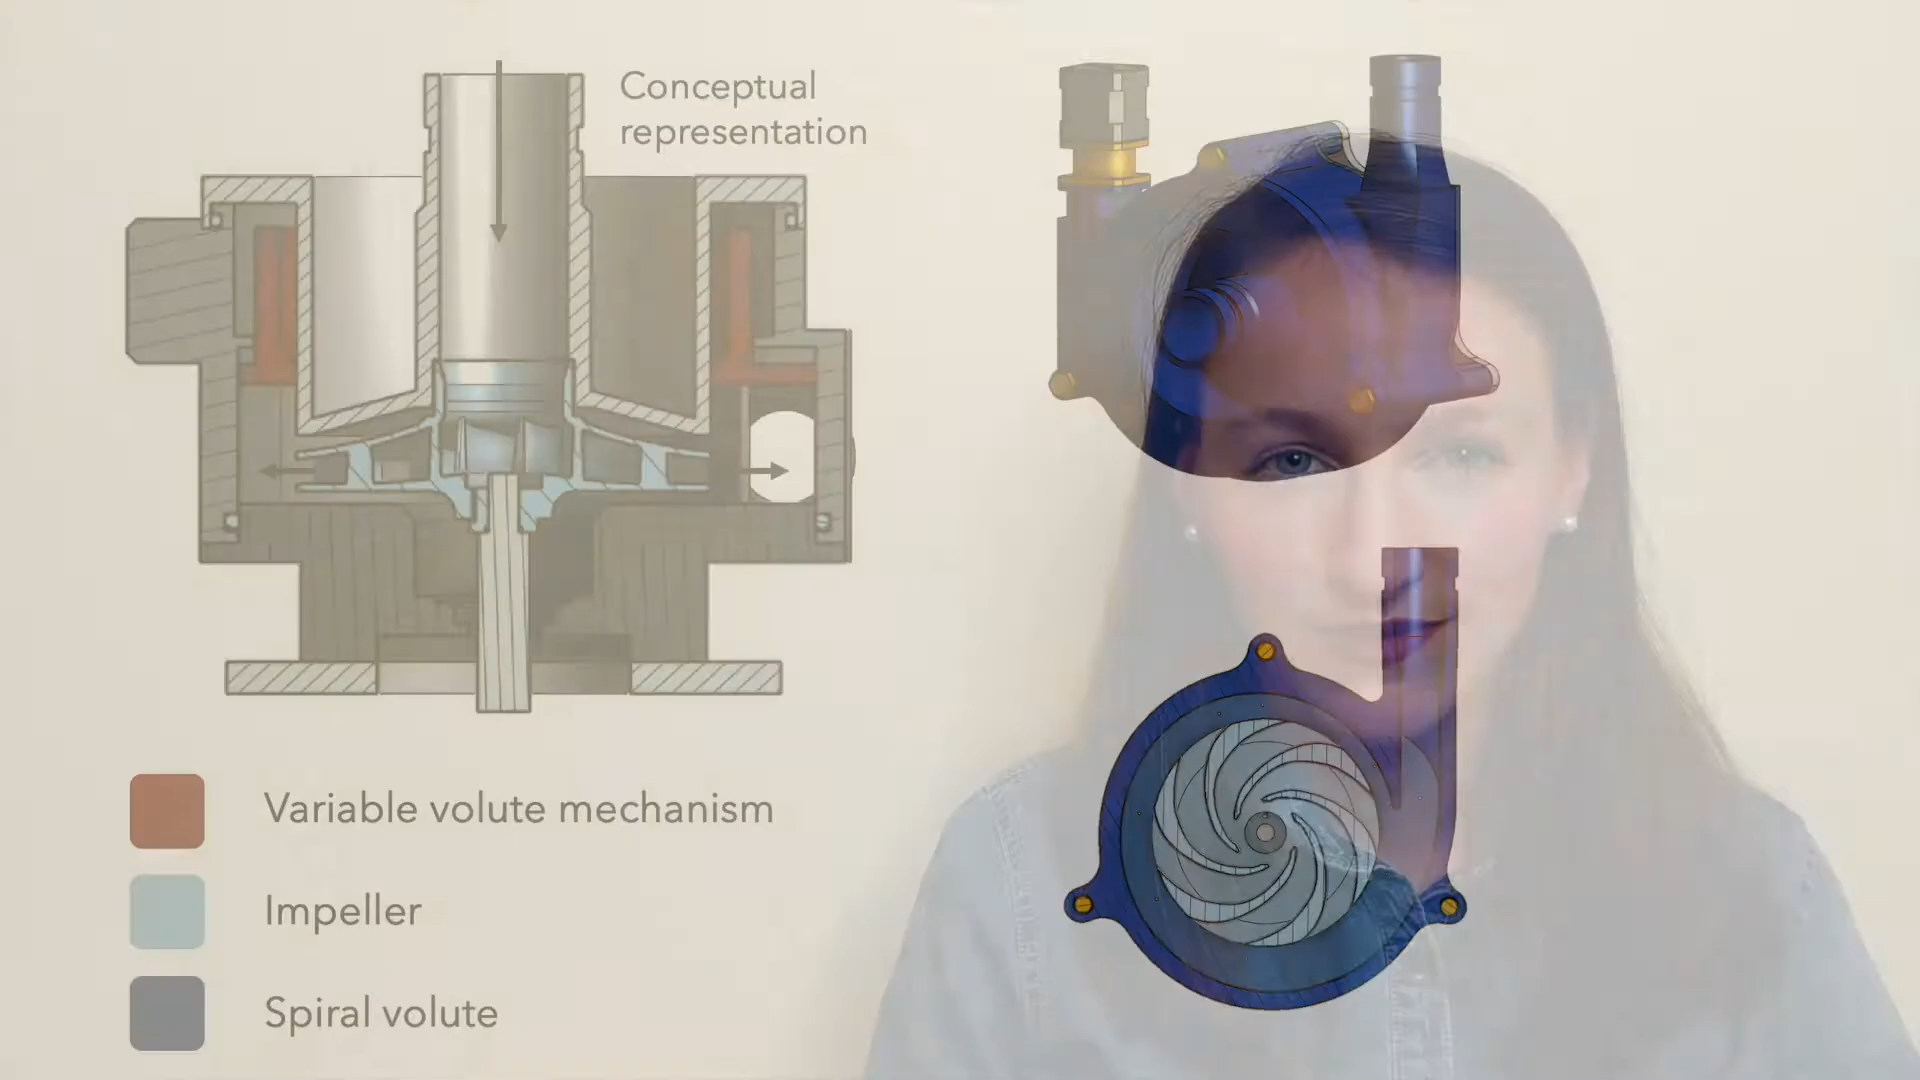 Conceptual
representation
Variable volute mechanism
Impeller
Spiral volute